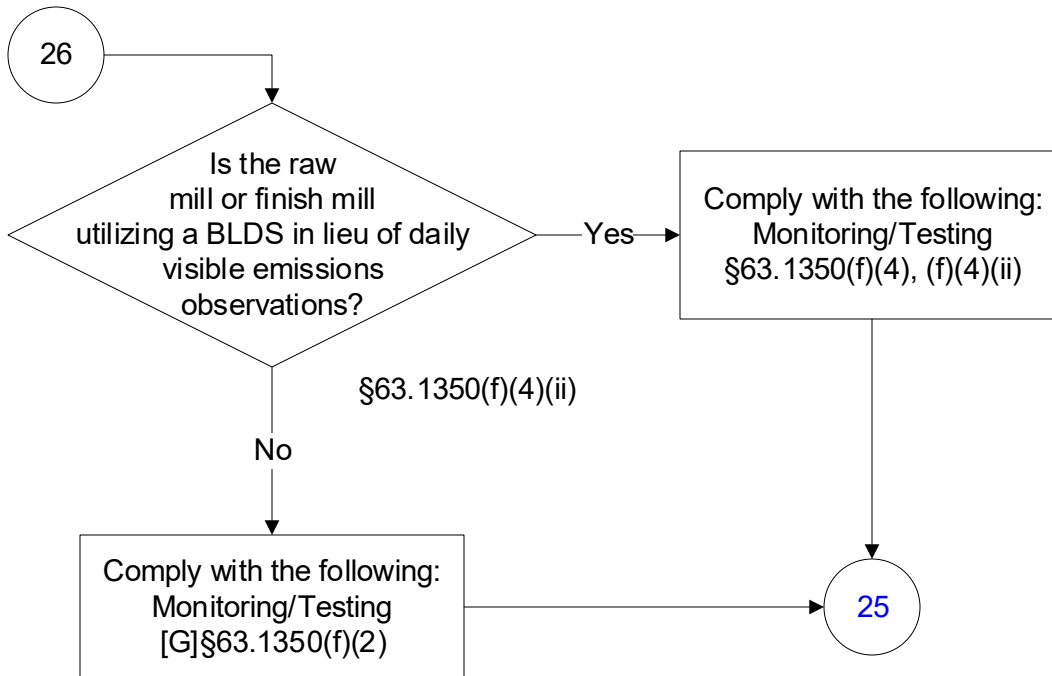 26
Is the raw
mill or finish mill
utilizing a BLDS in lieu of daily
visible emissions
observations?
Yes
Comply with the following:
Monitoring/Testing
§63.1350(f)(4), (f)(4)(ii)
§63.1350(f)(4)(ii)
No
Comply with the following:
Monitoring/Testing
[G]§63.1350(f)(2)
25